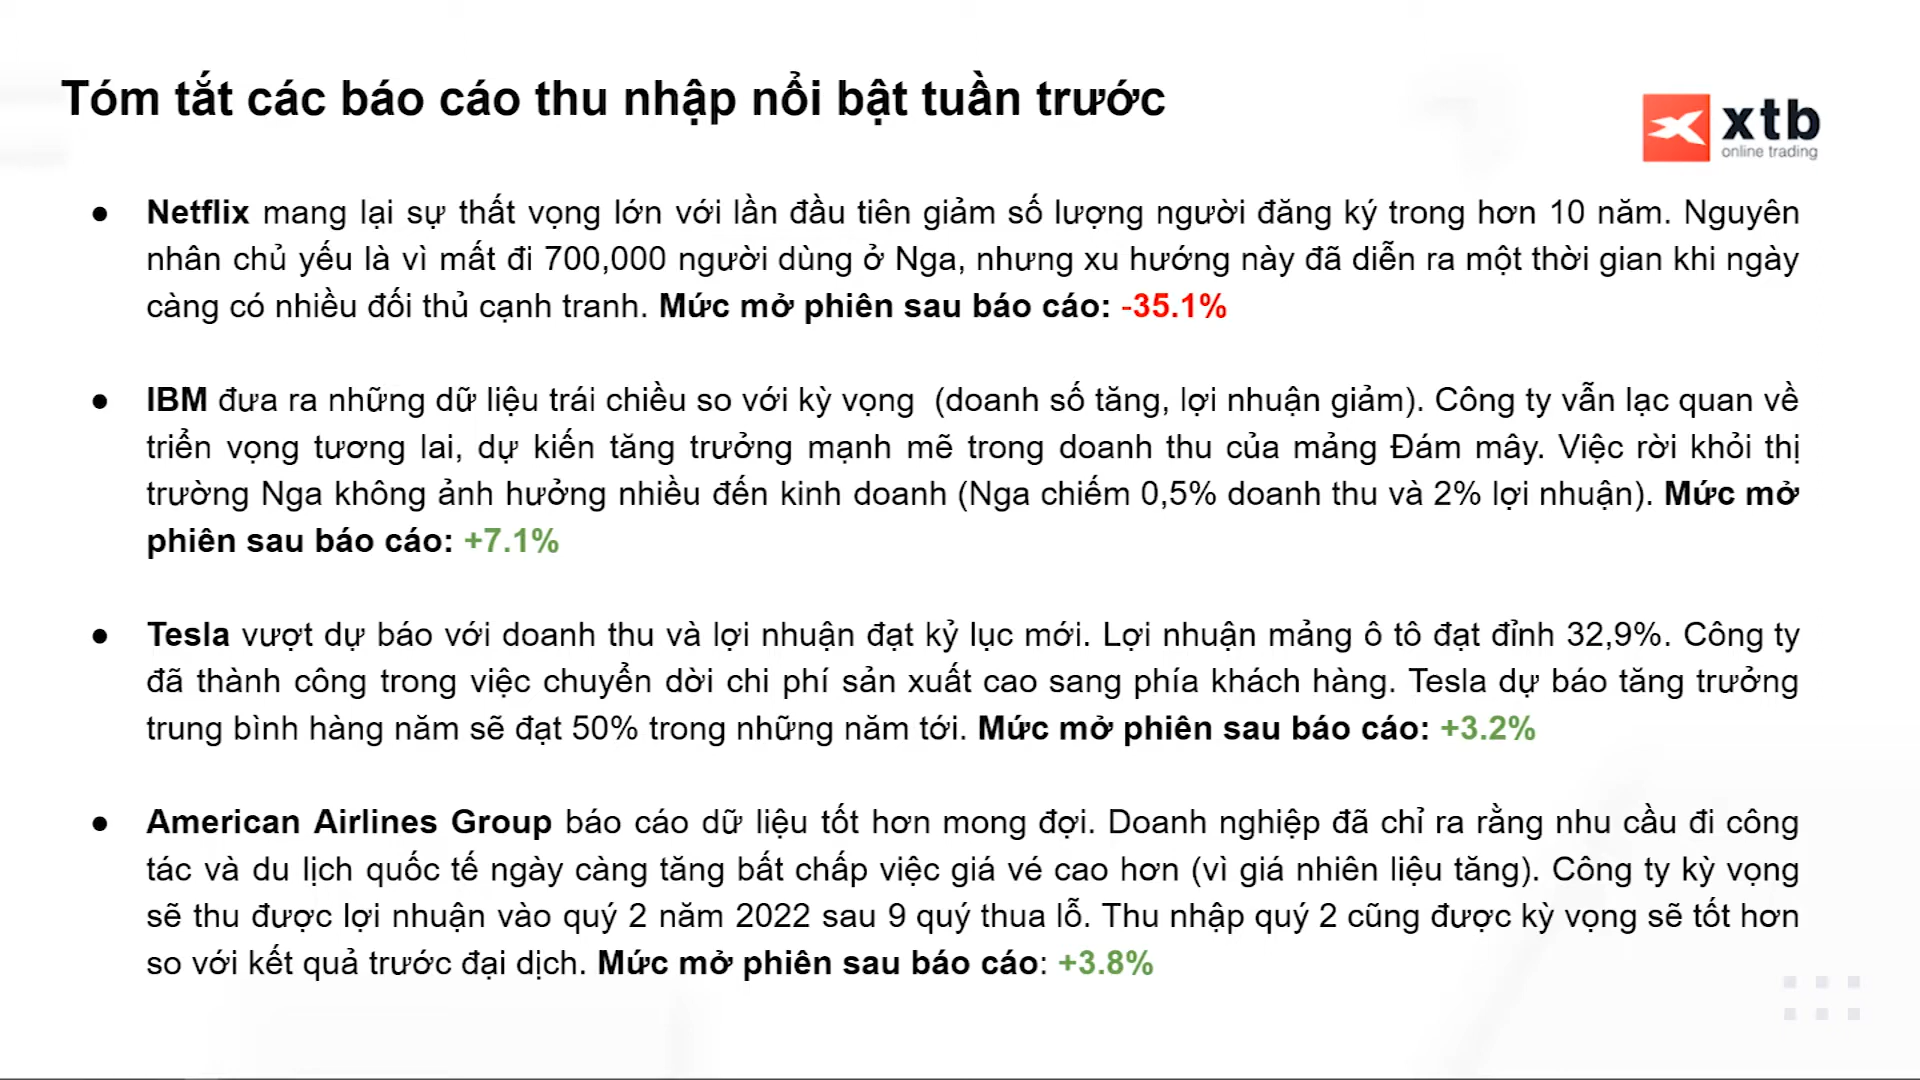 Tóm tắt các báo cáo thu nhập nổi bật tuần trước
xtb
online trading
● Netflix mang lại sự thất vọng lớn với lần đầu tiên giảm số lượng người đăng ký trong hơn 10 năm. Nguyên
nhân chủ yếu là vì mất đi 700,000 người dùng ở Nga, nhưng xu hướng này đã diễn ra một thời gian khi ngày
càng có nhiều đối thủ cạnh tranh. Mức mở phiên sau báo cáo: -35.1%
● IBM đưa ra những dữ liệu trái chiều so với kỳ vọng (doanh số tăng, lợi nhuận giảm). Công ty vẫn lạc quan về
triển vọng tương lai, dự kiến tăng trưởng mạnh mẽ trong doanh thu của mảng Đám mây. Việc rời khỏi thị
trường Nga không ảnh hưởng nhiều đến kinh doanh (Nga chiếm 0,5% doanh thu và 2% lợi nhuận). Mức mở
phiên sau báo cáo: +7.1%
● Tesla vượt dự báo với doanh thu và lợi nhuận đạt kỷ lục mới. Lợi nhuận mảng ô tô đạt đỉnh 32,9%. Công ty
đã thành công trong việc chuyển dời chi phí sản xuất cao sang phía khách hàng. Tesla dự báo tăng trưởng
trung bình hàng năm sẽ đạt 50% trong những năm tới. Mức mở phiên sau báo cáo: +3.2%
● American Airlines Group báo cáo dữ liệu tốt hơn mong đợi. Doanh nghiệp đã chỉ ra rằng nhu cầu đi công
tác và du lịch quốc tế ngày càng tăng bất chấp việc giá vé cao hơn (vì giá nhiên liệu tăng). Công ty kỳ vọng
sẽ thu được lợi nhuận vào quý 2 năm 2022 sau 9 quý thua lỗ. Thu nhập quý 2 cũng được kỳ vọng sẽ tốt hơn
so với kết quả trước đại dịch. Mức mở phiên sau báo cáo: +3.8%